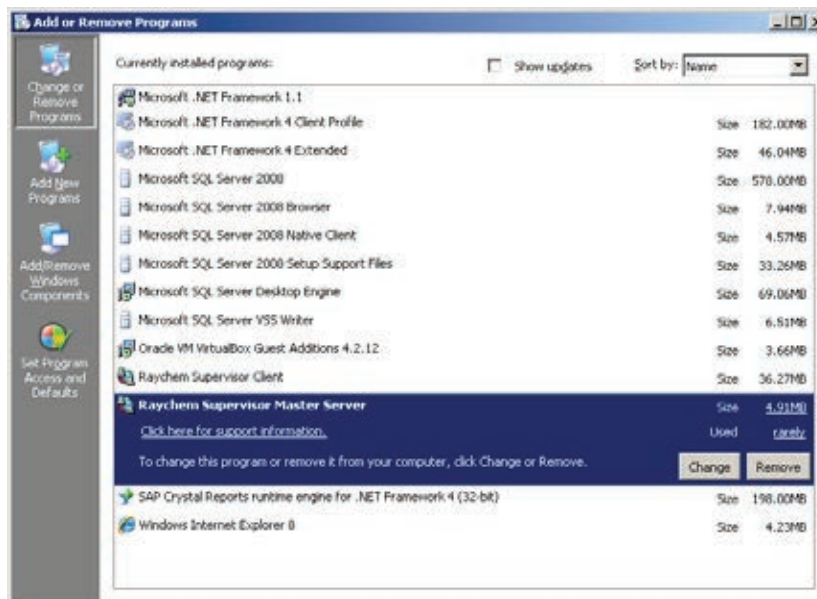 Add or Remove Programs
Change or
Remove
Programs
Add New
Programs
Add/Remove
Windows
Components
Set Program
Access and
Defaults
Currently installed programs:
Show updates
Sort by: Name
Microsoft .NET Framework 1.1
Microsoft .NET Framework 4 Client Profile Size 182.00MB
Microsoft .NET Framework 4 Extended Size 46.04MB
Microsoft SQL Server 2008 Size 570.00MB
Microsoft SQL Server 2008 Browser Size 7.94MB
Microsoft SQL Server 2008 Native Client Size 4.57MB
Microsoft SQL Server 2008 Setup Support Files Size 33.26MB
Microsoft SQL Server Desktop Engine Size 69.06MB
Microsoft SQL Server VSS Writer Size 6.51MB
Oracle VM VirtualBox Guest Additions 4.2.12 Size 3.66MB
Raychem Supervisor Client Size 36.27MB
Raychem Supervisor Master Server Size 4.91MB
Click here for support information. Used rarely
To change this program or remove it from your computer, click Change or Remove. Change Remove
SAP Crystal Reports runtime engine for .NET Framework 4 (32-bit) Size 198.00MB
Windows Internet Explorer 8 Size 4.23MB